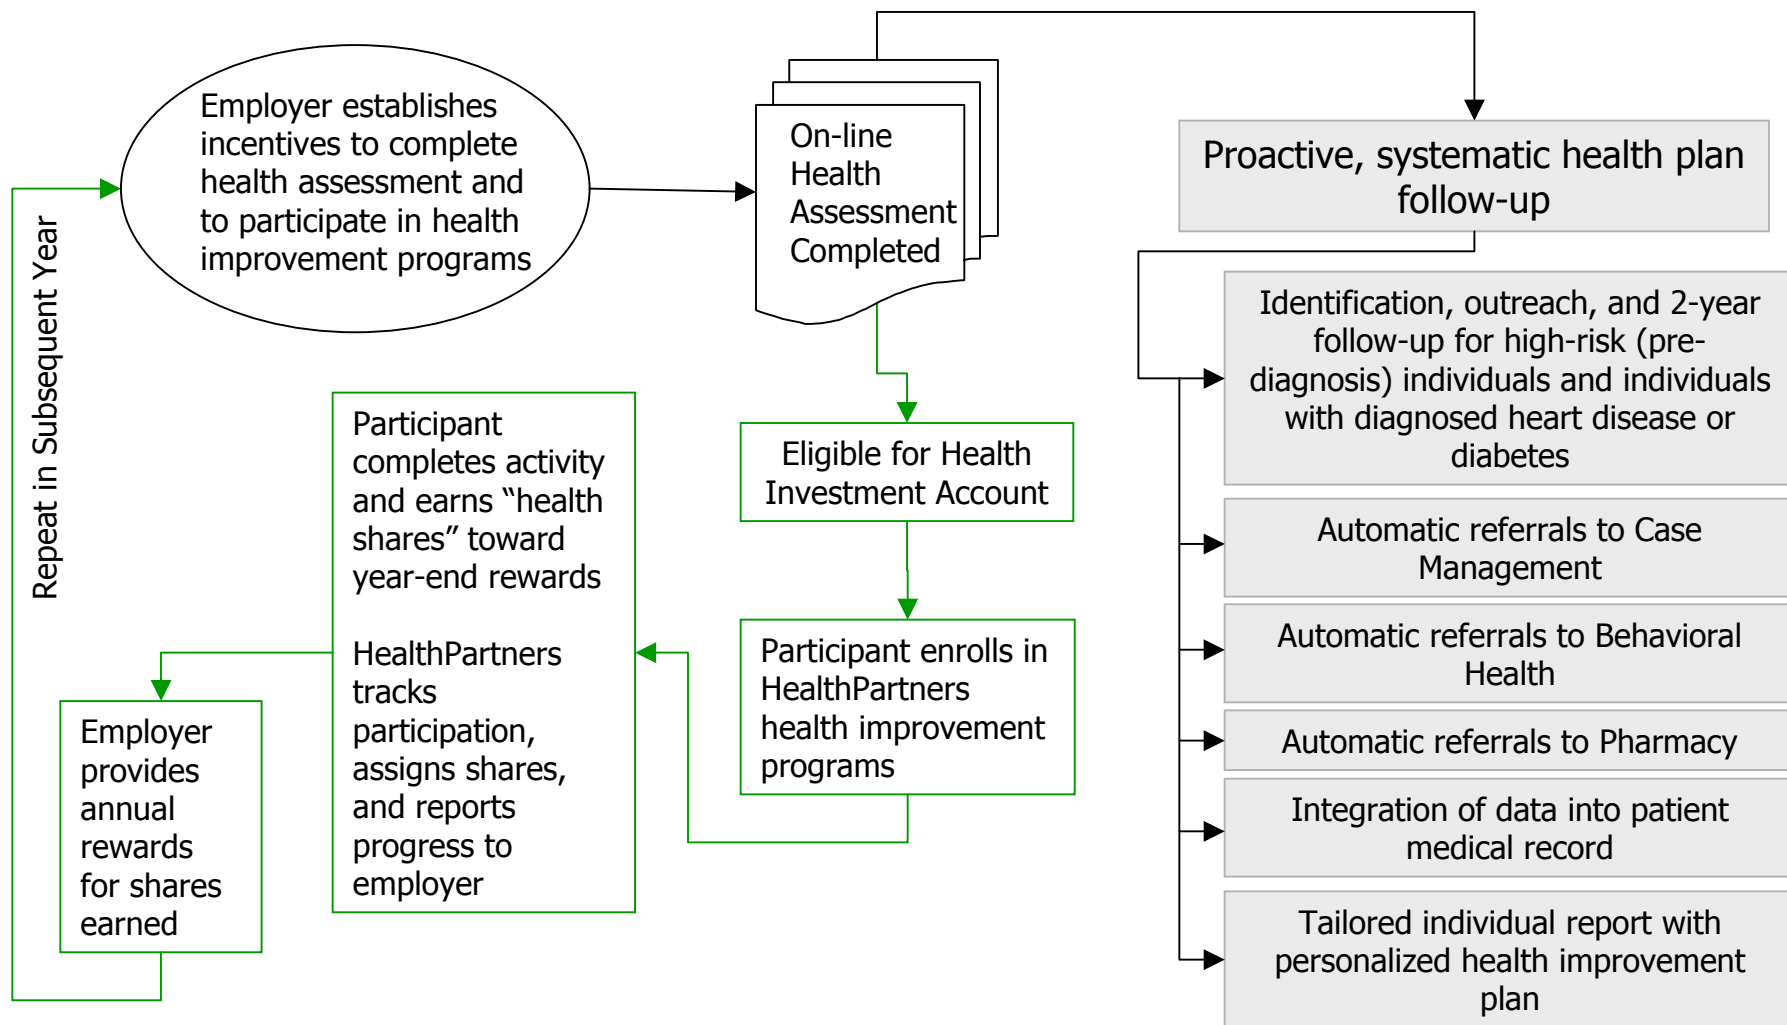 Employer establishes
incentives to complete
health assessment and
to participate in health
improvement programs
On-line
Health
Assessment
Completed
Proactive, systematic health plan
follow-up
Repeat in Subsequent Year
Identification, outreach, and 2-year
follow-up for high-risk (pre-
diagnosis) individuals and individuals
with diagnosed heart disease or
diabetes
Participant
completes activity
and earns “health
shares” toward
year-end rewards
HealthPartners
tracks
participation,
assigns shares,
and reports
progress to
employer
Eligible for Health
Investment Account
Automatic referrals to Case
Management
Automatic referrals to Behavioral
Health
Participant enrolls in
HealthPartners
health improvement
programs
Employer
provides
annual
rewards
for shares
earned
Automatic referrals to Pharmacy
Integration of data into patient
medical record
Tailored individual report with
personalized health improvement
plan